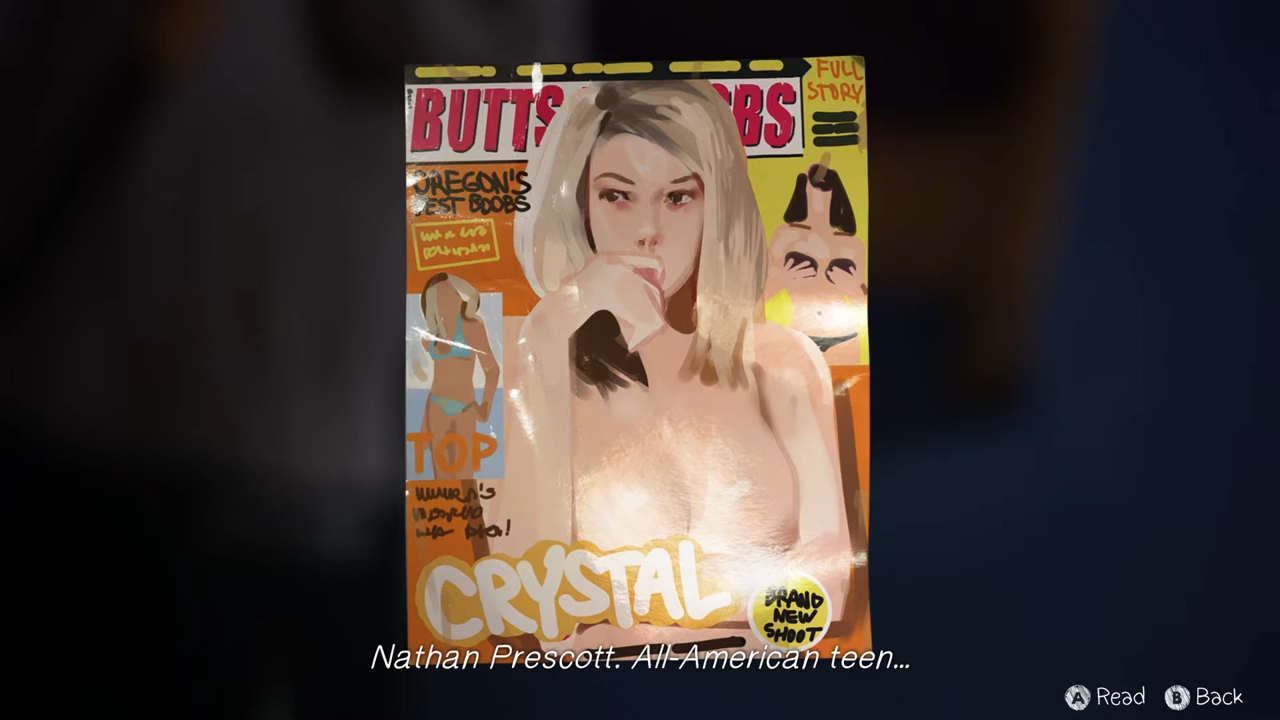 BUTTS
BS
FULL
STORY
OREGON'S
BEST BOOBS
TOP
CRYSTAL
BRAND
NEW
SHOOT
Nathan Prescott. All-American teen...
A Read B Back